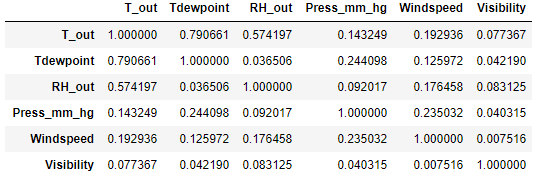 T_out Tdewpoint RH_out Press_mm_hg Windspeed Visibility
T_out 1.000000 0.790661 0.574197 0.143249 0.192936 0.077367
Tdewpoint 0.790661 1.000000 0.036506 0.244098 0.125972 0.042190
RH_out 0.574197 0.036506 1.000000 0.092017 0.176458 0.083125
Press_mm_hg 0.143249 0.244098 0.092017 1.000000 0.235032 0.040315
Windspeed 0.192936 0.125972 0.176458 0.235032 1.000000 0.007516
Visibility 0.077367 0.042190 0.083125 0.040315 0.007516 1.000000